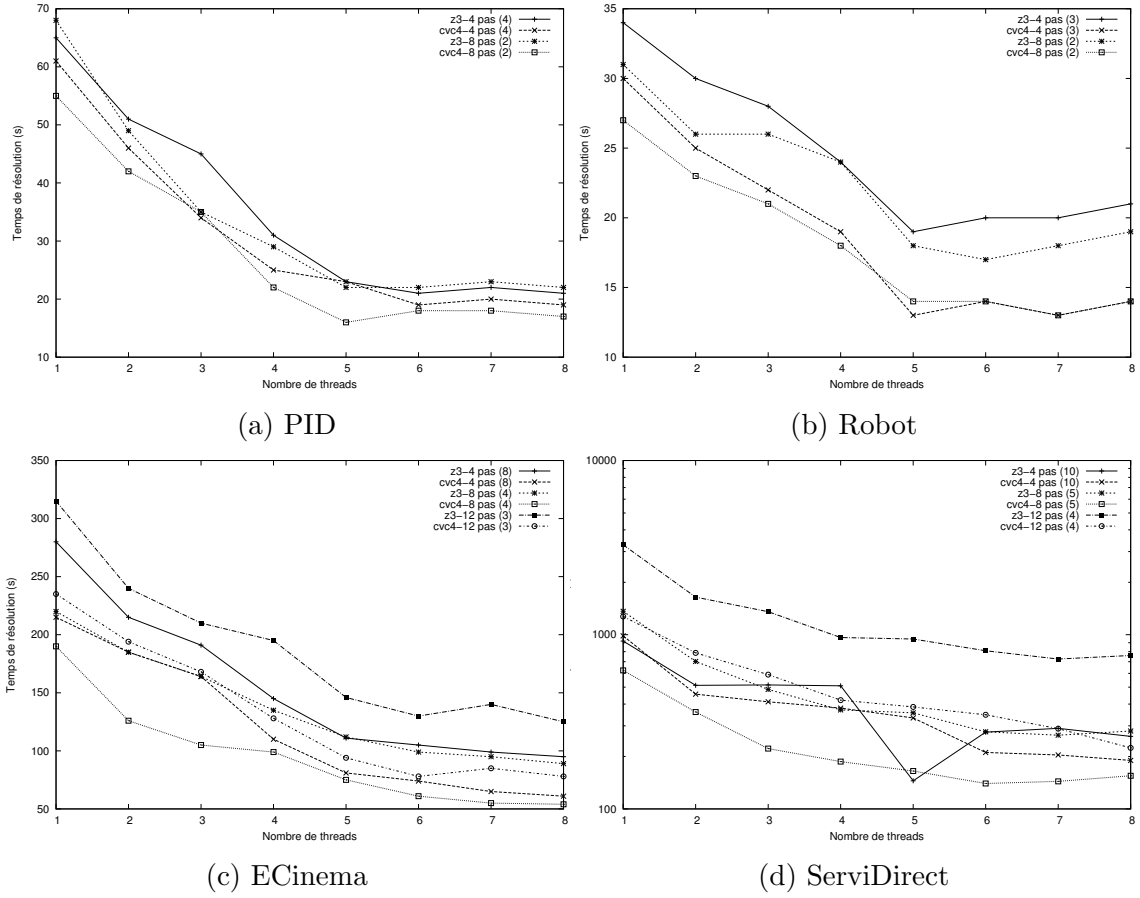 70
60
50
40
30
20
10
1 2 3 4 5 6 7 8
Temps de résolution (s)
Nombre de threads
z3-4 pas (4)
cvc4-4 pas (4)
z3-8 pas (2)
cvc4-8 pas (2)
(a) PID
35
30
25
20
15
10
1 2 3 4 5 6 7 8
Temps de résolution (s)
Nombre de threads
z3-4 pas (3)
cvc4-4 pas (3)
z3-8 pas (2)
cvc4-8 pas (2)
(b) Robot
350
300
250
200
150
100
50
1 2 3 4 5 6 7 8
Temps de résolution (s)
Nombre de threads
z3-4 pas (8)
cvc4-4 pas (8)
z3-8 pas (4)
cvc4-8 pas (4)
z3-12 pas (3)
cvc4-12 pas (3)
(c) ECinema
10000
1000
100
1 2 3 4 5 6 7 8
Nombre de threads
z3-4 pas (10)
cvc4-4 pas (10)
z3-8 pas (5)
cvc4-8 pas (5)
z3-12 pas (4)
cvc4-12 pas (4)
(d) ServiDirect